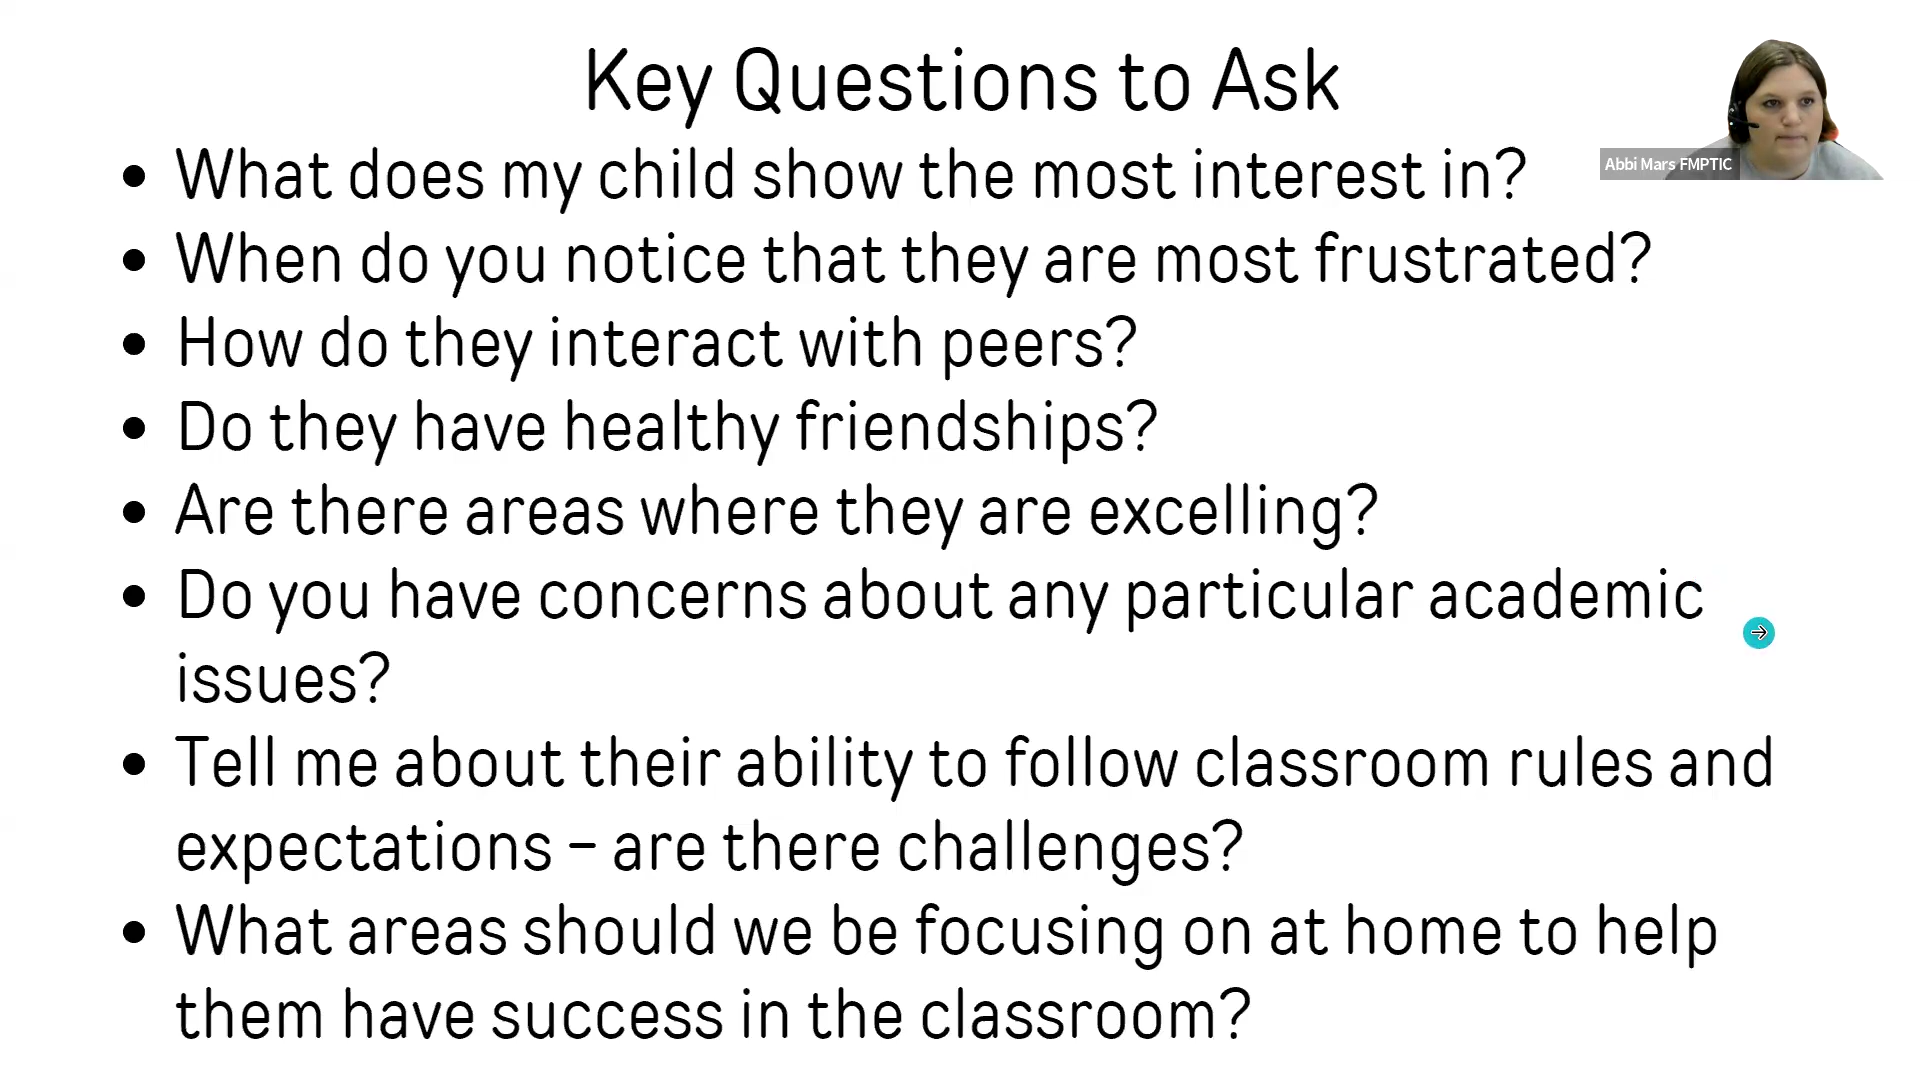 Key Questions to Ask
• What does my child show the most interest in?
• When do you notice that they are most frustrated?
• How do they interact with peers?
• Do they have healthy friendships?
• Are there areas where they are excelling?
• Do you have concerns about any particular academic
issues?
• Tell me about their ability to follow classroom rules and
expectations – are there challenges?
• What areas should we be focusing on at home to help
them have success in the classroom?
Abbi Mars FMPTIC